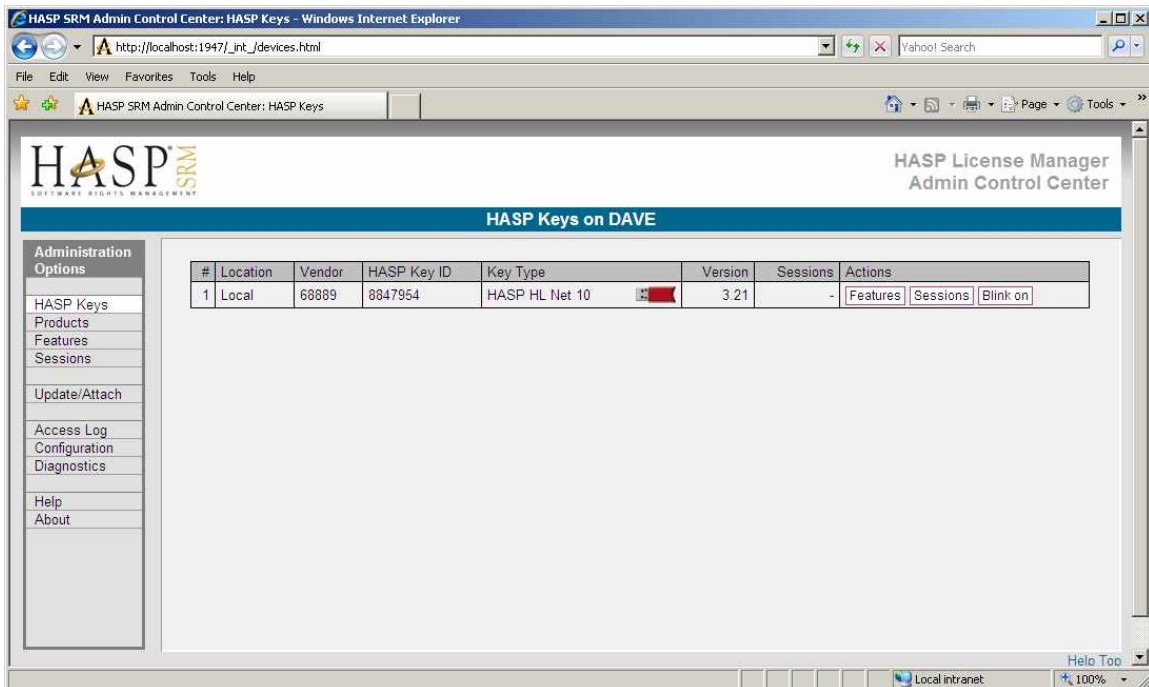 HASP SRM Admin Control Center: HASP Keys - Windows Internet Explorer
http://localhost:1947/_int_/devices.html
Yahoo! Search
File Edit View Favorites Tools Help
HASP SRM Admin Control Center: HASP Keys
Page Tools
HASP SRM
SOFTWARE RIGHTS MANAGEMENT
HASP License Manager
Admin Control Center
HASP Keys on DAVE
Administration
Options
HASP Keys
Products
Features
Sessions
Update/Attach
Access Log
Configuration
Diagnostics
Help
About
# Location Vendor HASP Key ID Key Type Version Sessions Actions
1 Local 68889 8847954 HASP HL Net 10 3.21 - Features Sessions Blink on
Help Top
Local intranet 100%